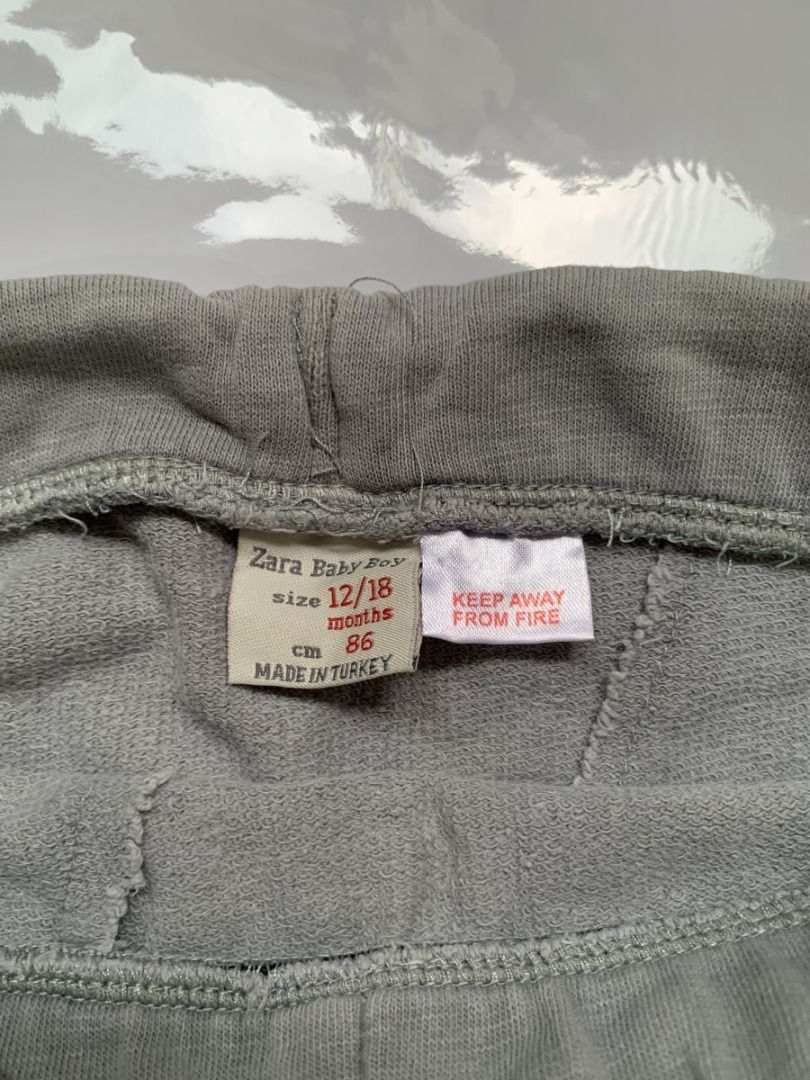 Zara Baby Boy
size 12/18
months
cm 86
MADE IN TURKEY
KEEP AWAY
FROM FIRE